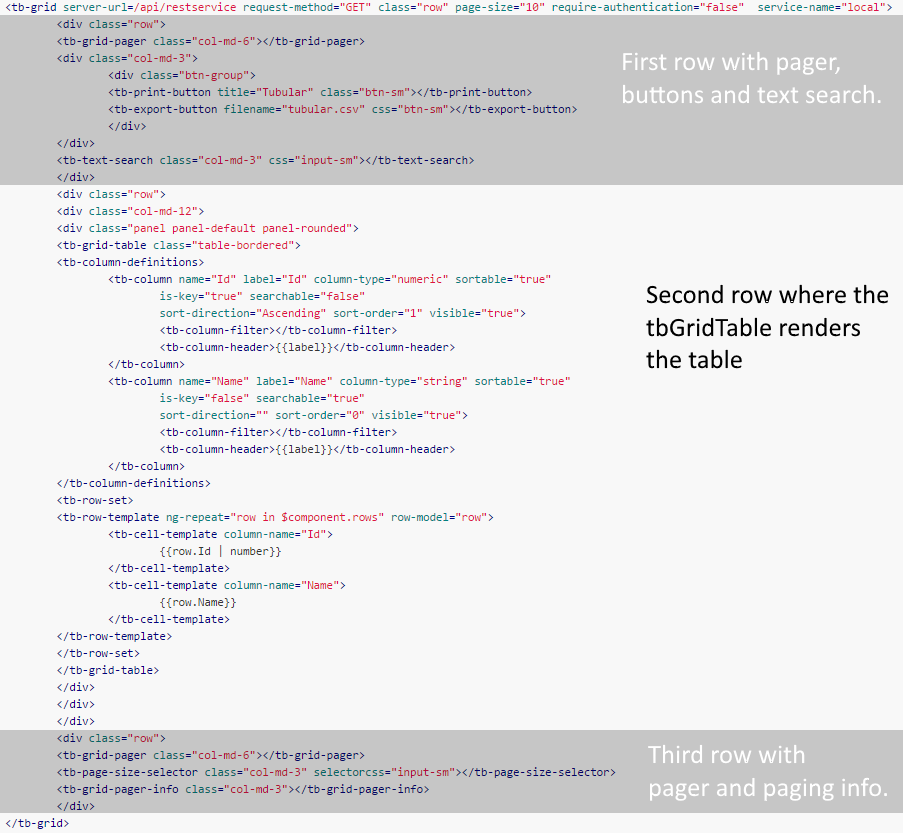 <tb-grid server-url=/api/restservice request-method="GET" class="row" page-size="10" require-authentication="false"  service-name="local">
<div class="row">
<tb-grid-pager class="col-md-6"></tb-grid-pager>
<div class="col-md-3">
<div class="btn-group">
<tb-print-button title="Tubular" class="btn-sm"></tb-print-button>
<tb-export-button filename="tubular.csv" css="btn-sm"></tb-export-button>
</div>
</div>
<tb-text-search class="col-md-3" css="input-sm"></tb-text-search>
</div>
First row with pager,
buttons and text search.
<div class="row">
<div class="col-md-12">
<div class="panel panel-default panel-rounded">
<tb-grid-table class="table-bordered">
<tb-column-definitions>
<tb-column name="Id" label="Id" column-type="numeric" sortable="true"
is-key="true" searchable="false"
sort-direction="Ascending" sort-order="1" visible="true">
<tb-column-filter></tb-column-filter>
<tb-column-header>{{label}}</tb-column-header>
</tb-column>
<tb-column name="Name" label="Name" column-type="string" sortable="true"
is-key="false" searchable="true"
sort-direction="" sort-order="0" visible="true">
<tb-column-filter></tb-column-filter>
<tb-column-header>{{label}}</tb-column-header>
</tb-column>
</tb-column-definitions>
<tb-row-set>
<tb-row-template ng-repeat="row in $component.rows" row-model="row">
<tb-cell-template column-name="Id">
{{row.Id | number}}
</tb-cell-template>
<tb-cell-template column-name="Name">
{{row.Name}}
</tb-cell-template>
</tb-row-template>
</tb-row-set>
</tb-grid-table>
</div>
</div>
</div>
Second row where the
tbGridTable renders
the table
<div class="row">
<tb-grid-pager class="col-md-6"></tb-grid-pager>
<tb-page-size-selector class="col-md-3" selectorcss="input-sm"></tb-page-size-selector>
<tb-grid-pager-info class="col-md-3"></tb-grid-pager-info>
</div>
Third row with
pager and paging info.
</tb-grid>